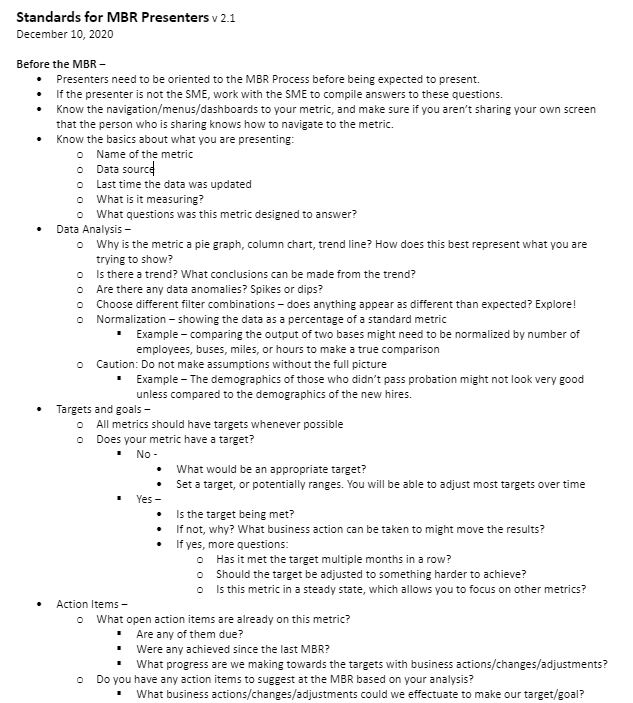 Standards for MBR Presenters v 2.1
December 10, 2020
Before the MBR –
• Presenters need to be oriented to the MBR Process before being expected to present.
• If the presenter is not the SME, work with the SME to compile answers to these questions.
• Know the navigation/menus/dashboards to your metric, and make sure if you aren't sharing your own screen
that the person who is sharing knows how to navigate to the metric.
• Know the basics about what you are presenting:
o Name of the metric
o Data source
o Last time the data was updated
o What is it measuring?
o What questions was this metric designed to answer?
• Data Analysis –
o Why is the metric a pie graph, column chart, trend line? How does this best represent what you are
trying to show?
o Is there a trend? What conclusions can be made from the trend?
o Are there any data anomalies? Spikes or dips?
o Choose different filter combinations – does anything appear as different than expected? Explore!
o Normalization – showing the data as a percentage of a standard metric
▪ Example – comparing the output of two bases might need to be normalized by number of
employees, buses, miles, or hours to make a true comparison
o Caution: Do not make assumptions without the full picture
▪ Example – The demographics of those who didn't pass probation might not look very good
unless compared to the demographics of the new hires.
• Targets and goals –
o All metrics should have targets whenever possible
o Does your metric have a target?
▪ No -
• What would be an appropriate target?
• Set a target, or potentially ranges. You will be able to adjust most targets over time
▪ Yes –
• Is the target being met?
• If not, why? What business action can be taken to might move the results?
• If yes, more questions:
o Has it met the target multiple months in a row?
o Should the target be adjusted to something harder to achieve?
o Is this metric in a steady state, which allows you to focus on other metrics?
• Action Items –
o What open action items are already on this metric?
▪ Are any of them due?
▪ Were any achieved since the last MBR?
▪ What progress are we making towards the targets with business actions/changes/adjustments?
o Do you have any action items to suggest at the MBR based on your analysis?
▪ What business actions/changes/adjustments could we effectuate to make our target/goal?